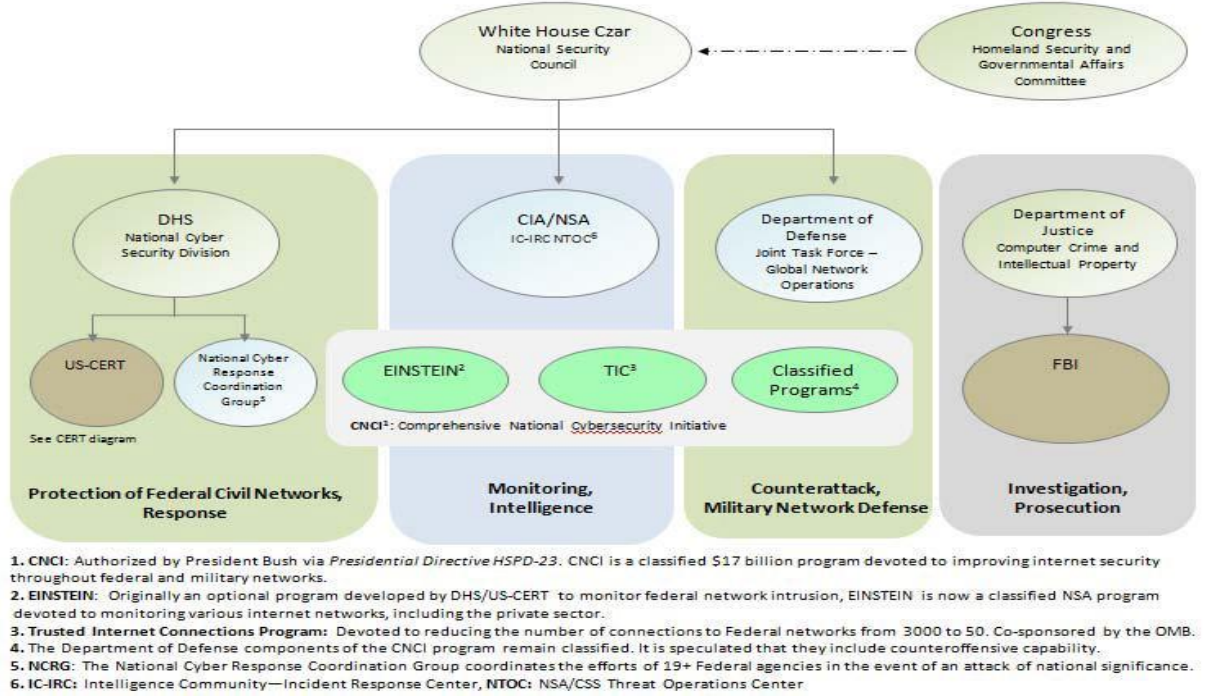 White House Czar
National Security
Council
Congress
Homeland Security and
Governmental Affairs
Committee
DHS
National Cyber
Security Division
CIA/NSA
IC-IRC NTOC⁶
Department of
Defense
Joint Task Force –
Global Network
Operations
Department of
Justice
Computer Crime and
Intellectual Property
US-CERT
National Cyber
Response
Coordination
Group⁵
EINSTEIN²
TIC³
Classified
Programs⁴
FBI
CNCI¹: Comprehensive National Cybersecurity Initiative
See CERT diagram
Protection of Federal Civil Networks,
Response
Monitoring,
Intelligence
Counterattack,
Military Network Defense
Investigation,
Prosecution
1. CNCI: Authorized by President Bush via Presidential Directive HSPD-23. CNCI is a classified $17 billion program devoted to improving internet security
throughout federal and military networks.
2. EINSTEIN: Originally an optional program developed by DHS/US-CERT to monitor federal network intrusion, EINSTEIN is now a classified NSA program
devoted to monitoring various internet networks, including the private sector.
3. Trusted Internet Connections Program: Devoted to reducing the number of connections to Federal networks from 3000 to 50. Co-sponsored by the OMB.
4. The Department of Defense components of the CNCI program remain classified. It is speculated that they include counteroffensive capability.
5. NCRG: The National Cyber Response Coordination Group coordinates the efforts of 19+ Federal agencies in the event of an attack of national significance.
6. IC-IRC: Intelligence Community—Incident Response Center, NTOC: NSA/CSS Threat Operations Center